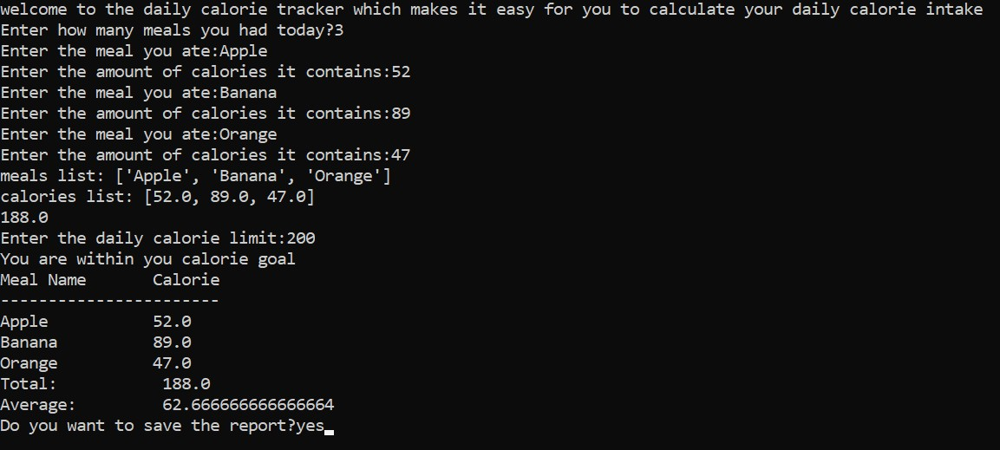 welcome to the daily calorie tracker which makes it easy for you to calculate your daily calorie intake
Enter how many meals you had today?3
Enter the meal you ate:Apple
Enter the amount of calories it contains:52
Enter the meal you ate:Banana
Enter the amount of calories it contains:89
Enter the meal you ate:Orange
Enter the amount of calories it contains:47
meals list: ['Apple', 'Banana', 'Orange']
calories list: [52.0, 89.0, 47.0]
188.0
Enter the daily calorie limit:200
You are within you calorie goal
Meal Name       Calorie
-----------------------
Apple           52.0
Banana          89.0
Orange          47.0
Total:           188.0
Average:         62.666666666666664
Do you want to save the report?yes